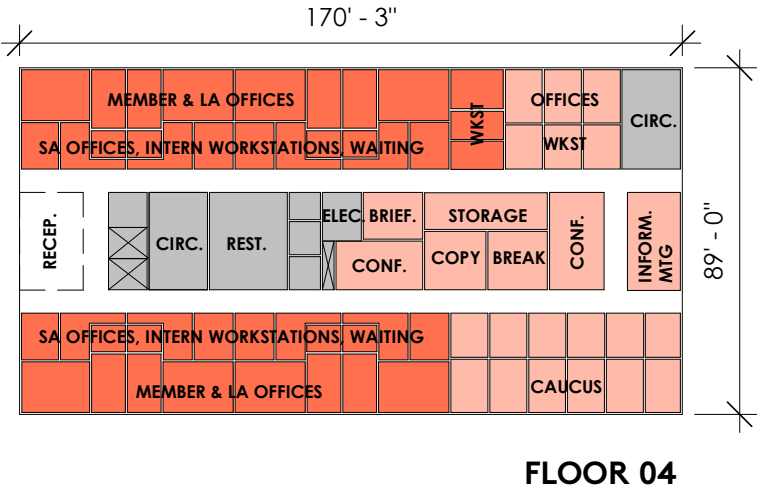 170' - 3"
MEMBER & LA OFFICES
OFFICES
WKST
CIRC.
SA OFFICES, INTERN WORKSTATIONS, WAITING
WKST
RECEP.
CIRC.
REST.
ELEC.
BRIEF.
STORAGE
CONF.
COPY
BREAK
CONF.
INFORM.
MTG
89' - 0"
SA OFFICES, INTERN WORKSTATIONS, WAITING
MEMBER & LA OFFICES
CAUCUS
FLOOR 04